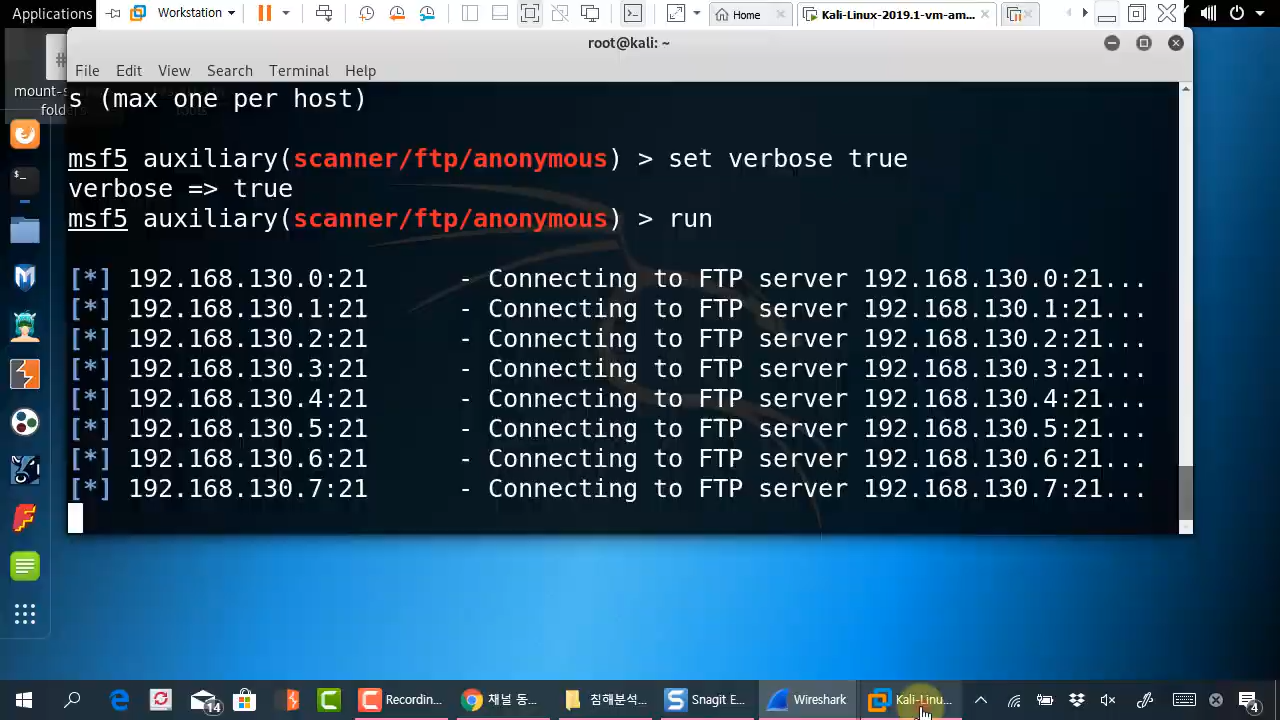 Applications
Workstation
Home
Kali-Linux-2019.1-vm-am...
root@kali: ~
File Edit View Search Terminal Help
mount-s
folders
s (max one per host)
msf5 auxiliary(scanner/ftp/anonymous) > set verbose true
verbose => true
msf5 auxiliary(scanner/ftp/anonymous) > run
[*] 192.168.130.0:21 - Connecting to FTP server 192.168.130.0:21...
[*] 192.168.130.1:21 - Connecting to FTP server 192.168.130.1:21...
[*] 192.168.130.2:21 - Connecting to FTP server 192.168.130.2:21...
[*] 192.168.130.3:21 - Connecting to FTP server 192.168.130.3:21...
[*] 192.168.130.4:21 - Connecting to FTP server 192.168.130.4:21...
[*] 192.168.130.5:21 - Connecting to FTP server 192.168.130.5:21...
[*] 192.168.130.6:21 - Connecting to FTP server 192.168.130.6:21...
[*] 192.168.130.7:21 - Connecting to FTP server 192.168.130.7:21...
14 Recordin... 채널 동... 침해분석... Snagit E... Wireshark Kali-Linu... 4